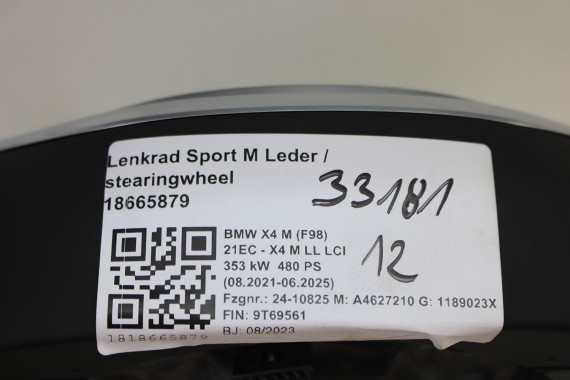 Lenkrad Sport M Leder /
stearingwheel
18665879
33181
BMW X4 M (F98)
21EC - X4 M LL LCI
12
353 kW 480 PS
(08.2021-06.2025)
Fzgnr.: 24-10825 M: A4627210 G: 1189023X
FIN: 9T69561
BJ: 08/2023
1818665879